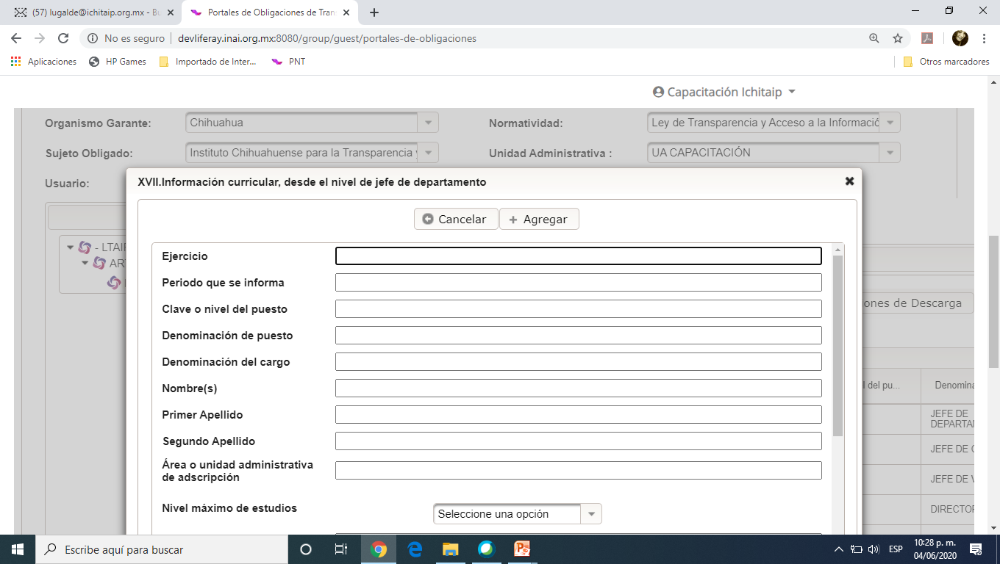 (57) lugalde@ichitaip.org.mx - Bu
Portales de Obligaciones de Tran
No es seguro
devliferay.inai.org.mx:8080/group/guest/portales-de-obligaciones
Aplicaciones
HP Games
Importado de Inter...
PNT
Otros marcadores
Capacitación Ichitaip
Organismo Garante:
Chihuahua
Normatividad:
Ley de Transparencia y Acceso a la Informació
Sujeto Obligado:
Instituto Chihuahuense para la Transparencia y
Unidad Administrativa :
UA CAPACITACIÓN
Usuario:
XVII.Información curricular, desde el nivel de jefe de departamento
Cancelar
Agregar
- LTAIP
ART
Ejercicio
Periodo que se informa
Clave o nivel del puesto
Denominación de puesto
Denominación del cargo
Nombre(s)
Primer Apellido
Segundo Apellido
Área o unidad administrativa
de adscripción
Nivel máximo de estudios
Seleccione una opción
ones de Descarga
l del pu...
Denomina
JEFE DE
DEPARTAM
JEFE DE
JEFE DE V
DIRECTOR
Escribe aquí para buscar
ESP
10:28 p. m.
04/06/2020